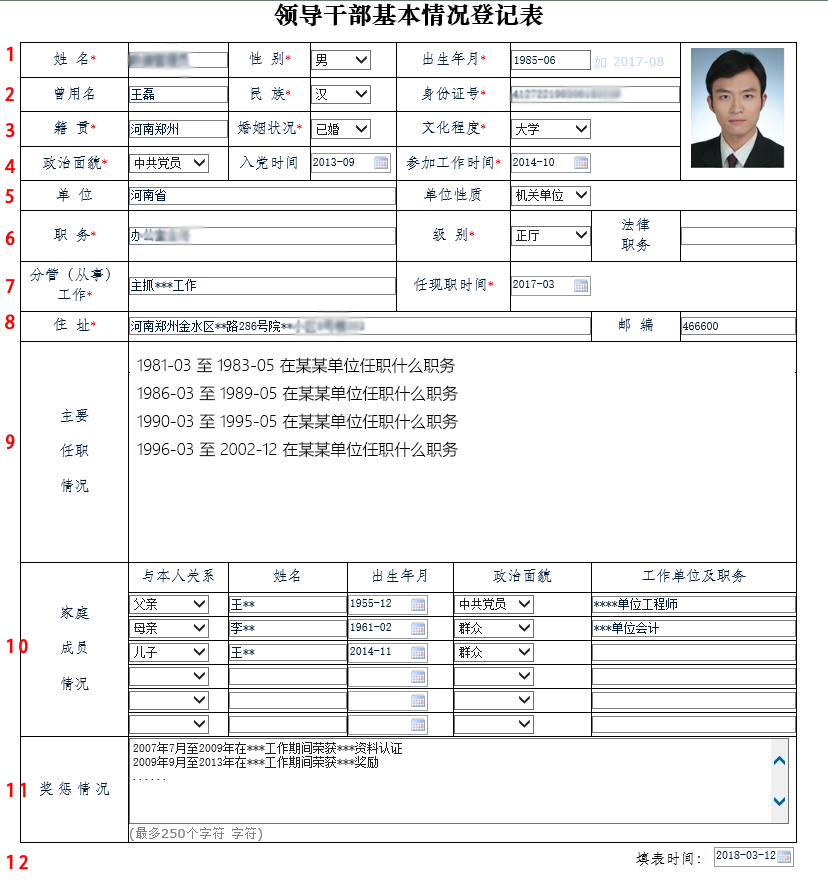 领导干部基本情况登记表
1 姓 名* 性 别* 男 出生年月* 1985-06 如 2017-08
2 曾用名 王磊 民 族* 汉 身份证号*
3 籍 贯* 河南郑州 婚姻状况* 已婚 文化程度* 大学
4 政治面貌* 中共党员 入党时间 2013-09 参加工作时间* 2014-10
5 单 位 河南省 单位性质 机关单位
6 职 务* 办公室 级 别* 正厅 法律
职务
7 分管（从事）
工作* 主抓***工作 任现职时间* 2017-03
8 住 址* 河南郑州金水区**路286号院** 邮 编 466600
9 主要
任职
情况
1981-03 至 1983-05 在某某单位任职什么职务
1986-03 至 1989-05 在某某单位任职什么职务
1990-03 至 1995-05 在某某单位任职什么职务
1996-03 至 2002-12 在某某单位任职什么职务
10 家庭
成员
情况
与本人关系 姓名 出生年月 政治面貌 工作单位及职务
父亲 王** 1955-12 中共党员 ****单位工程师
母亲 李** 1961-02 群众 ***单位会计
儿子 王** 2014-11 群众
11 奖惩情况
2007年7月至2009年在***工作期间荣获***资料认证
2009年9月至2013年在***工作期间荣获***奖励
......
(最多250个字符 字符)
12 填表时间： 2018-03-12